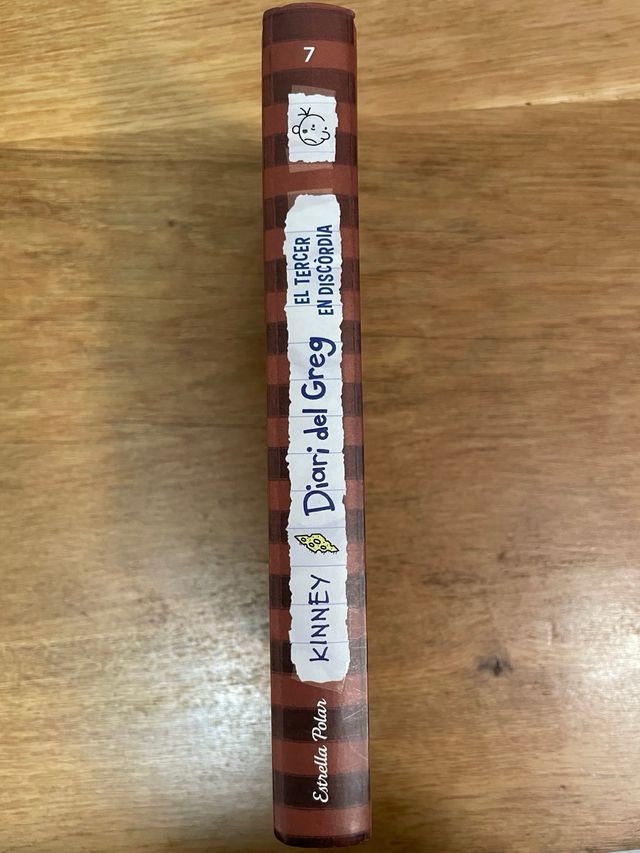 7
KINNEY
Diari del Greg
EL TERCER
EN DISCÒRDIA
Estrella Polar